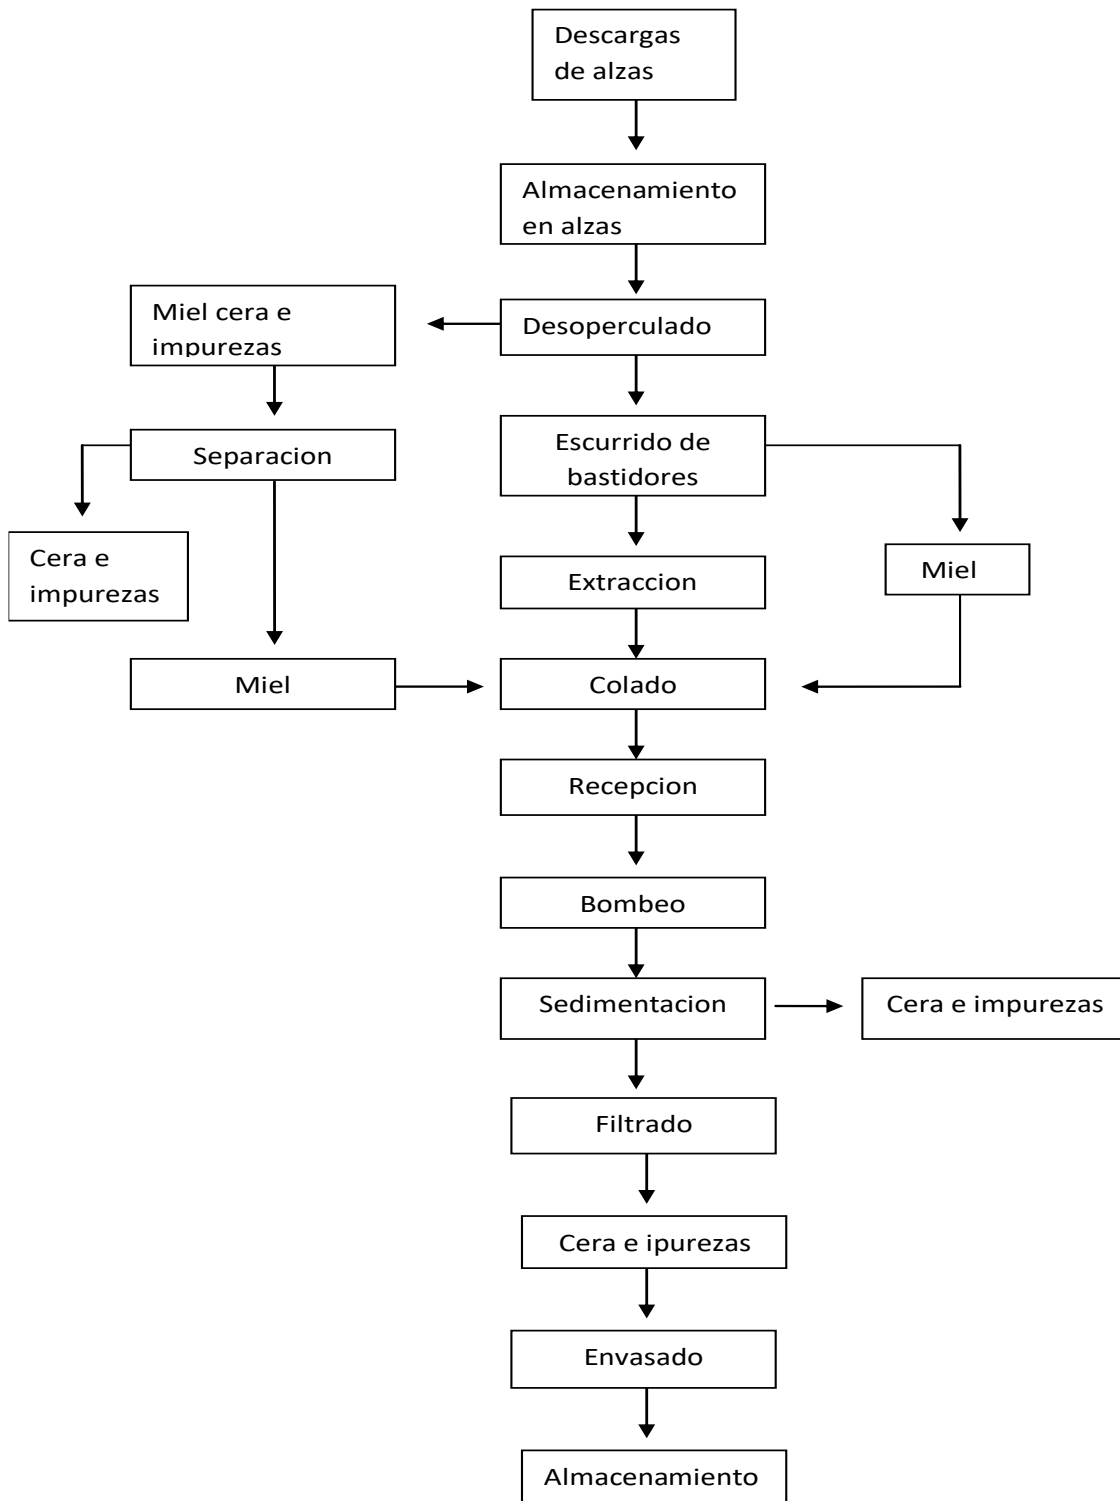 Descargas
de alzas
Almacenamiento
en alzas
Miel cera e
impurezas
Desoperculado
Separacion
Escurrido de
bastidores
Cera e
impurezas
Extraccion
Miel
Miel
Colado
Recepcion
Bombeo
Sedimentacion
Cera e impurezas
Filtrado
Cera e ipurezas
Envasado
Almacenamiento